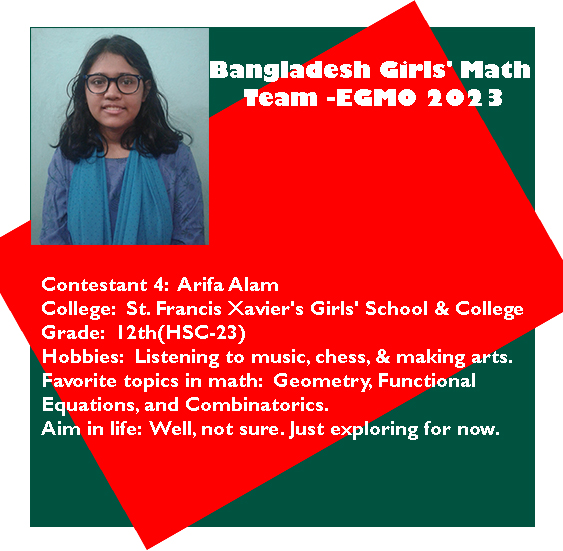 Bangladesh Girls' Math
Team -EGMO 2023
Contestant 4: Arifa Alam
College: St. Francis Xavier's Girls' School & College
Grade: 12th(HSC-23)
Hobbies: Listening to music, chess, & making arts.
Favorite topics in math: Geometry, Functional
Equations, and Combinatorics.
Aim in life: Well, not sure. Just exploring for now.